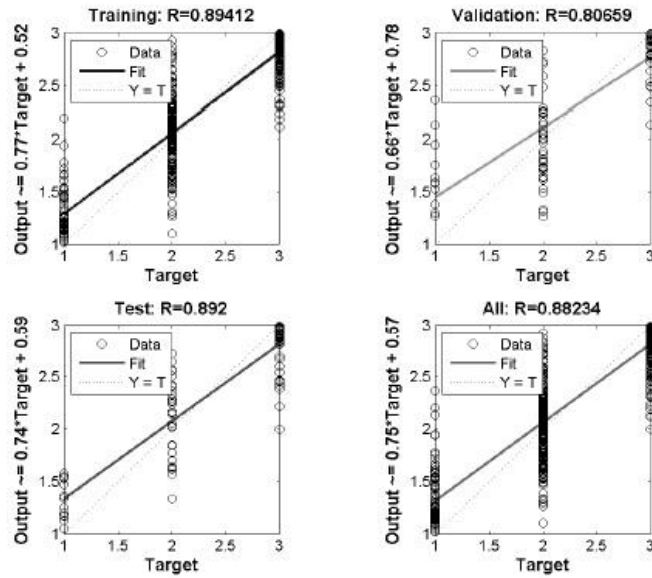 Training: R=0.89412
Output ~= 0.77*Target + 0.52
3
2.5
2
1.5
1
Data
Fit
Y = T
1 1.5 2 2.5 3
Target
Validation: R=0.80659
Output ~= 0.66*Target + 0.78
3
2.5
2
1.5
1
Data
Fit
Y = T
1 1.5 2 2.5 3
Target
Test: R=0.892
Output ~= 0.74*Target + 0.59
3
2.5
2
1.5
1
Data
Fit
Y = T
1 1.5 2 2.5 3
Target
All: R=0.88234
Output ~= 0.75*Target + 0.57
3
2.5
2
1.5
1
Data
Fit
Y = T
1 1.5 2 2.5 3
Target